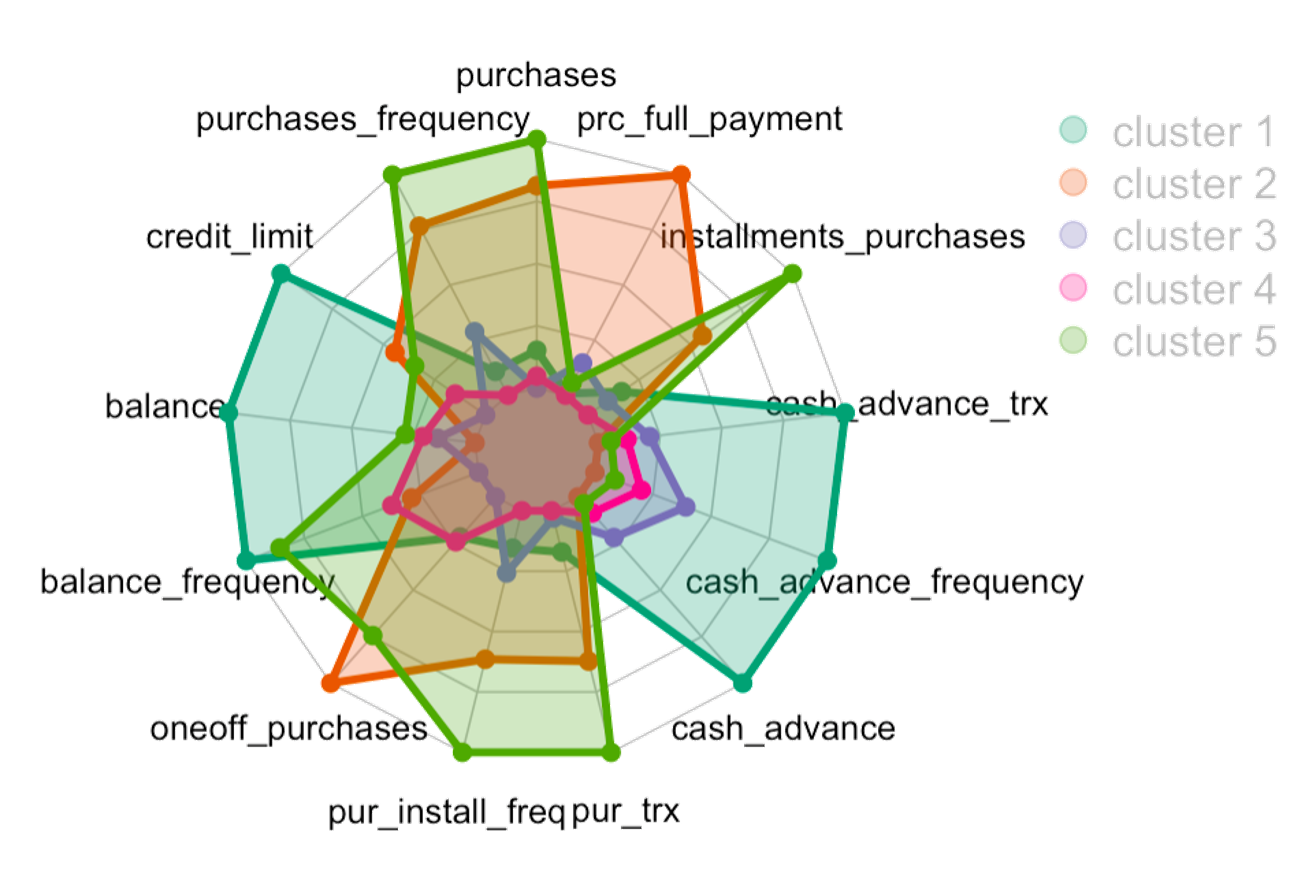 purchases
purchases_frequency
prc_full_payment
credit_limit
installments_purchases
balance
cash_advance_trx
balance_frequency
cash_advance_frequency
oneoff_purchases
cash_advance
pur_install_freq
pur_trx
cluster 1
cluster 2
cluster 3
cluster 4
cluster 5